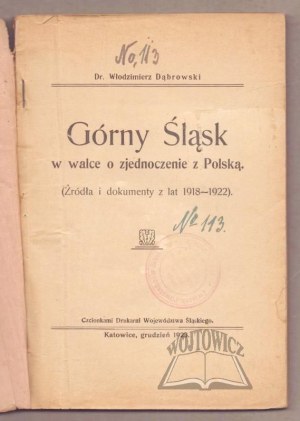 No, 113
Dr. Włodzimierz Dąbrowski
Górny Śląsk
w walce o zjednoczenie z Polską.
(Źródła i dokumenty z lat 1918—1922).
No 113.
Czcionkami Drukarni Województwa Śląskiego.
Katowice, grudzień
WÓJTOWICZ